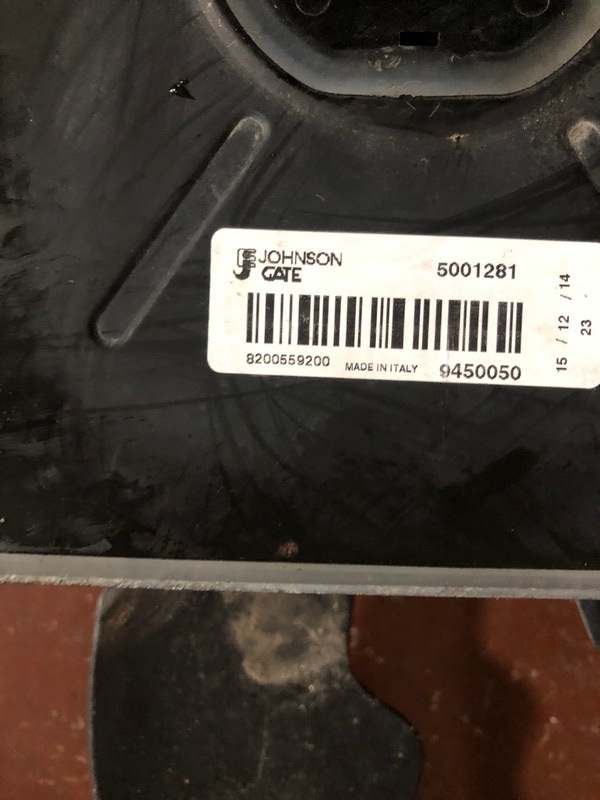 JOHNSON
GATE
5001281
8200559200
MADE IN ITALY
9450050
15 / 12 / 14
23